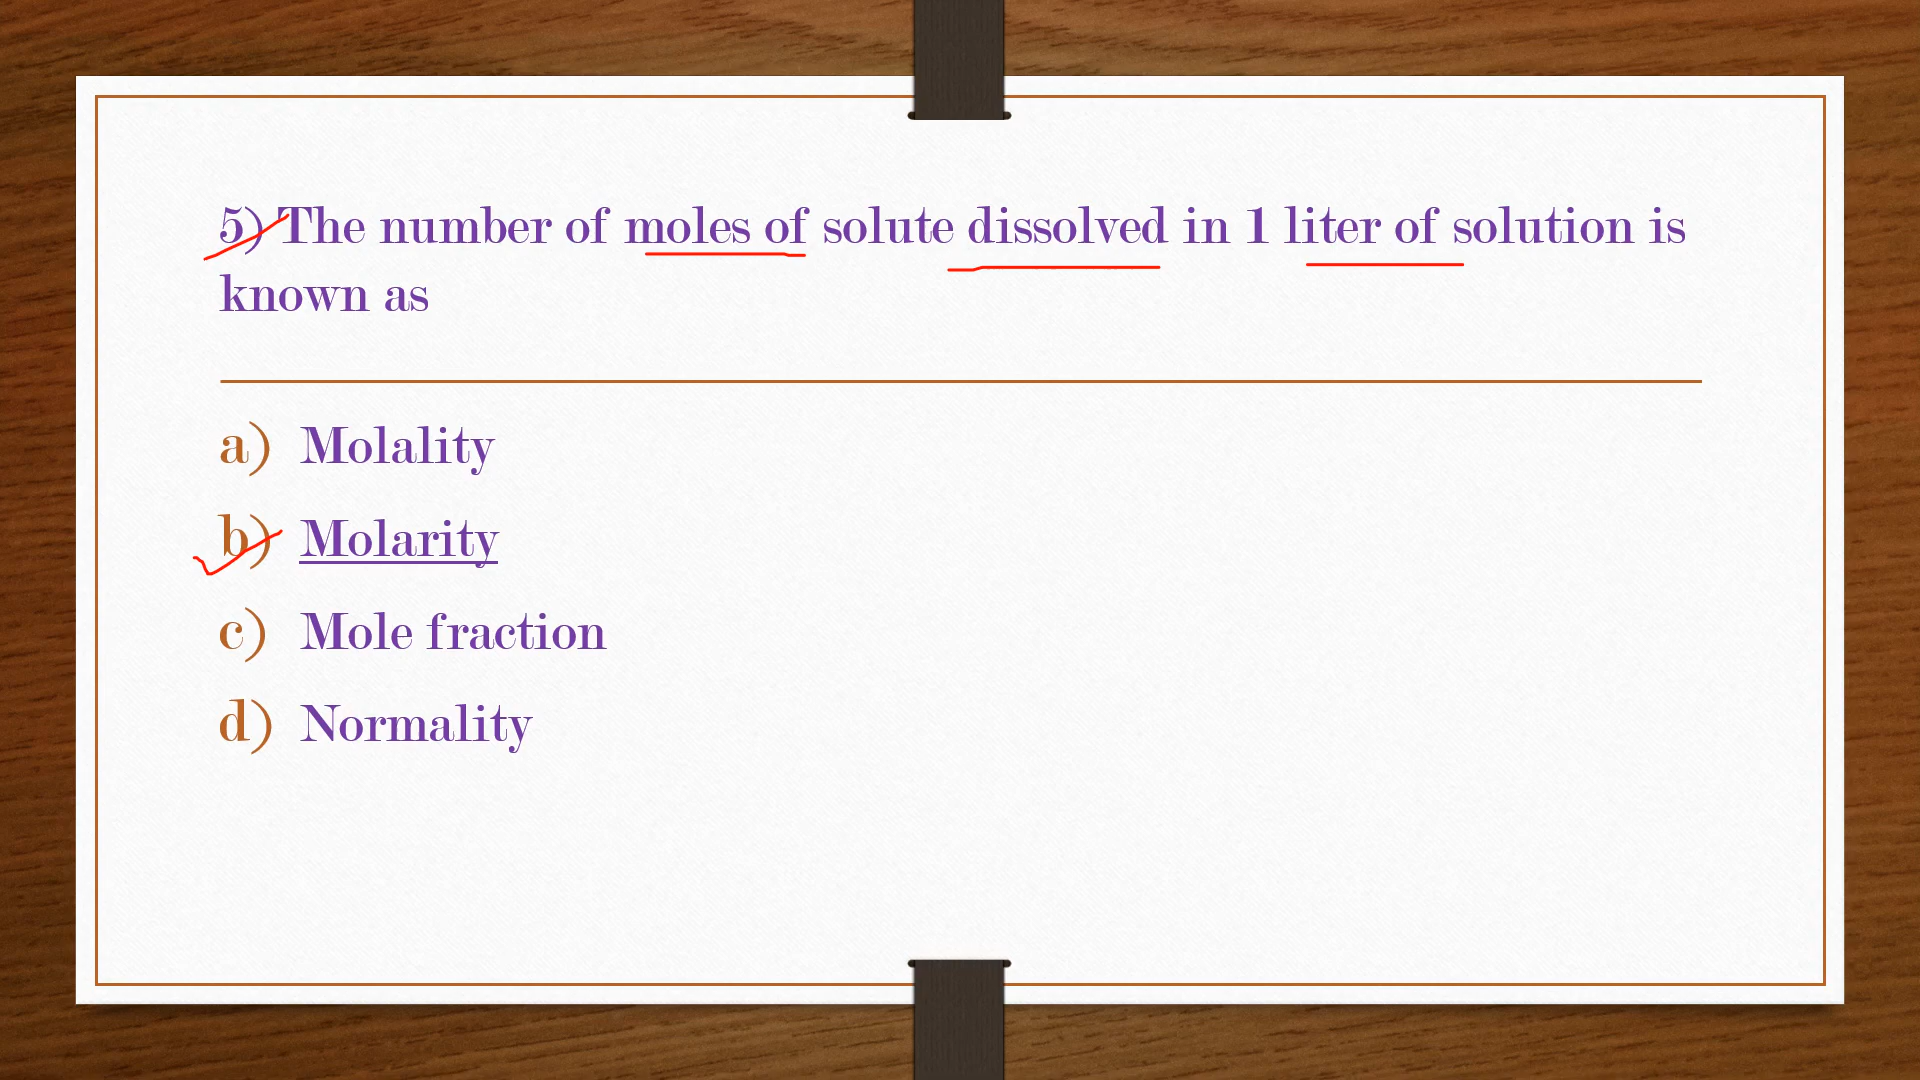 5) The number of moles of solute dissolved in 1 liter of solution is
known as
a) Molality
b) Molarity
c) Mole fraction
d) Normality